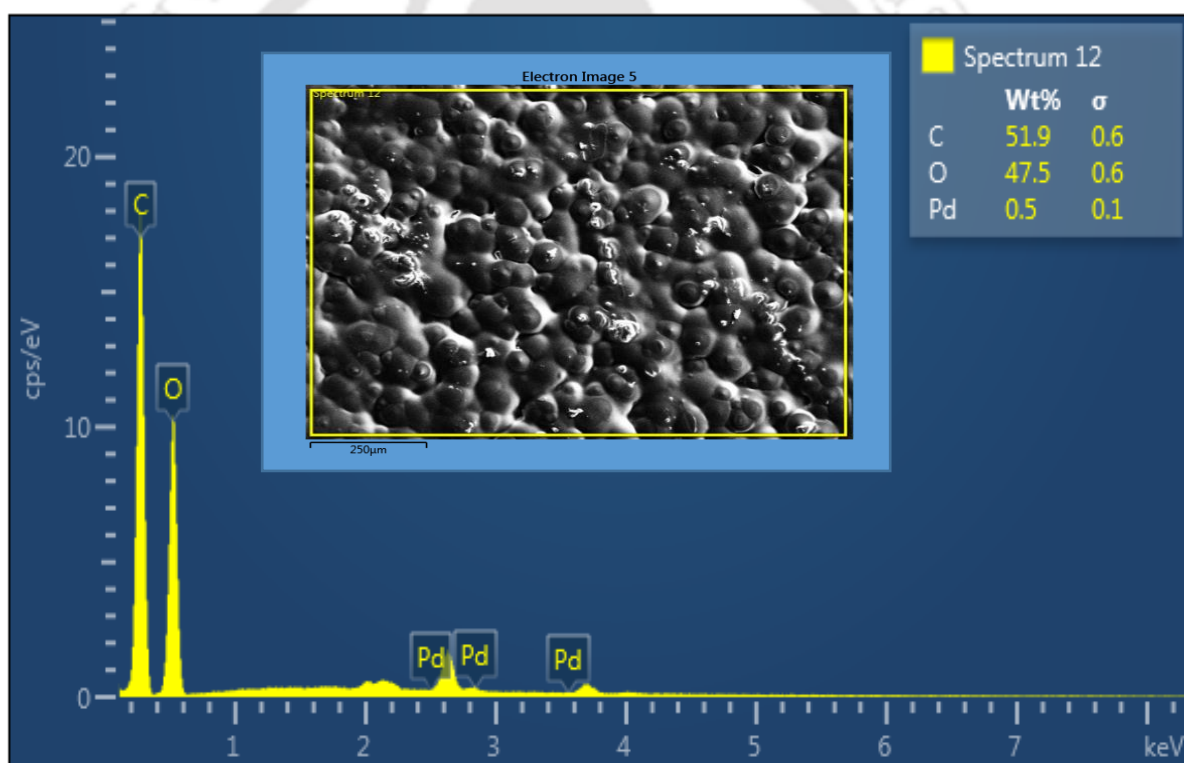 Spectrum 12
Wt% σ
C 51.9 0.6
O 47.5 0.6
Pd 0.5 0.1
Electron Image 5
Spectrum 12
250µm
cps/eV
20
10
0
C
O
Pd
Pd
Pd
1 2 3 4 5 6 7 keV